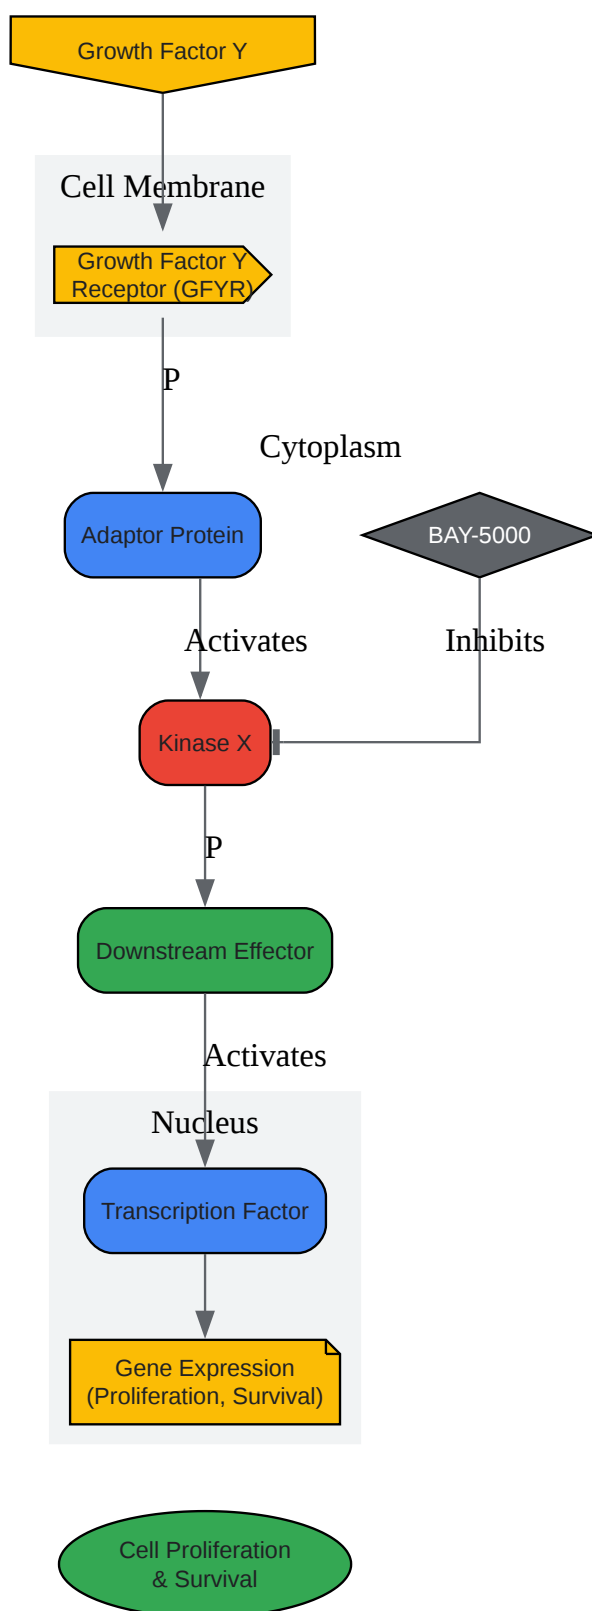 Growth Factor Y
Cell Membrane
Growth Factor Y
Receptor (GFYR)
P
Cytoplasm
Adaptor Protein
BAY-5000
Activates
Inhibits
Kinase X
P
Downstream Effector
Activates
Nucleus
Transcription Factor
Gene Expression
(Proliferation, Survival)
Cell Proliferation
& Survival